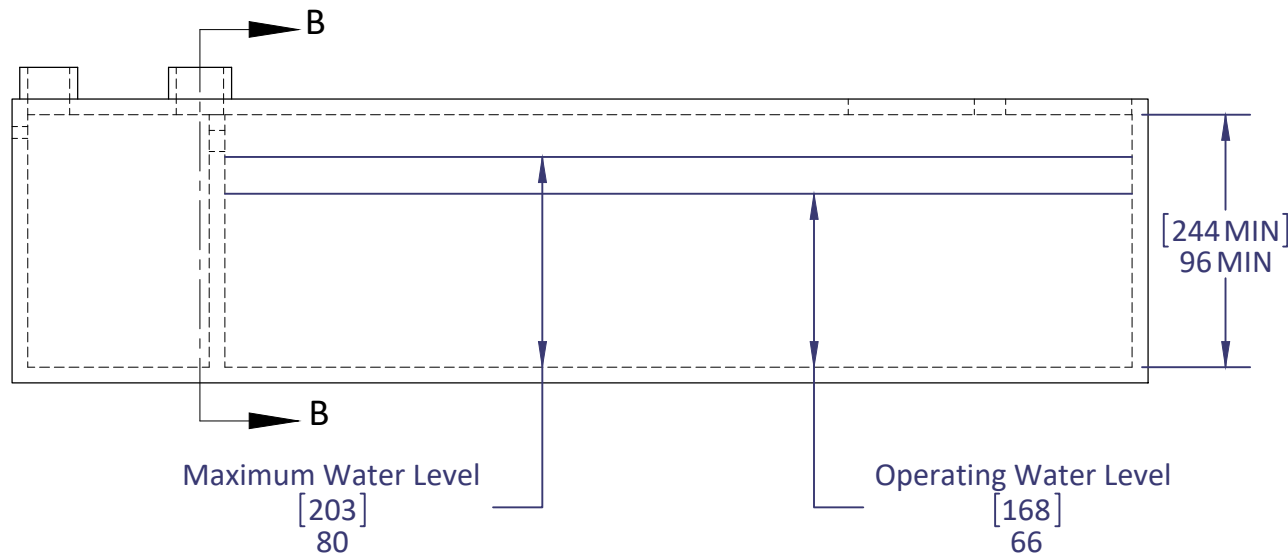 B
[244 MIN]
96 MIN
B
Maximum Water Level
[203]
80
Operating Water Level
[168]
66